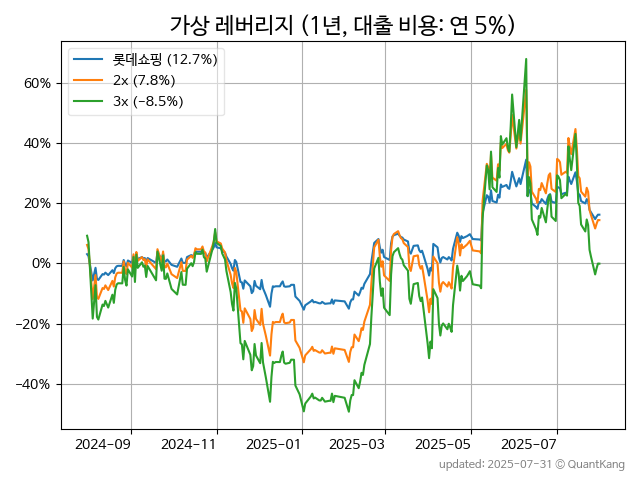 가상 레버리지 (1년, 대출 비용: 연 5%)
롯데쇼핑 (12.7%)
2x (7.8%)
3x (−8.5%)
60%
40%
20%
0%
−20%
−40%
2024-09
2024-11
2025-01
2025-03
2025-05
2025-07
updated: 2025-07-31 © QuantKang